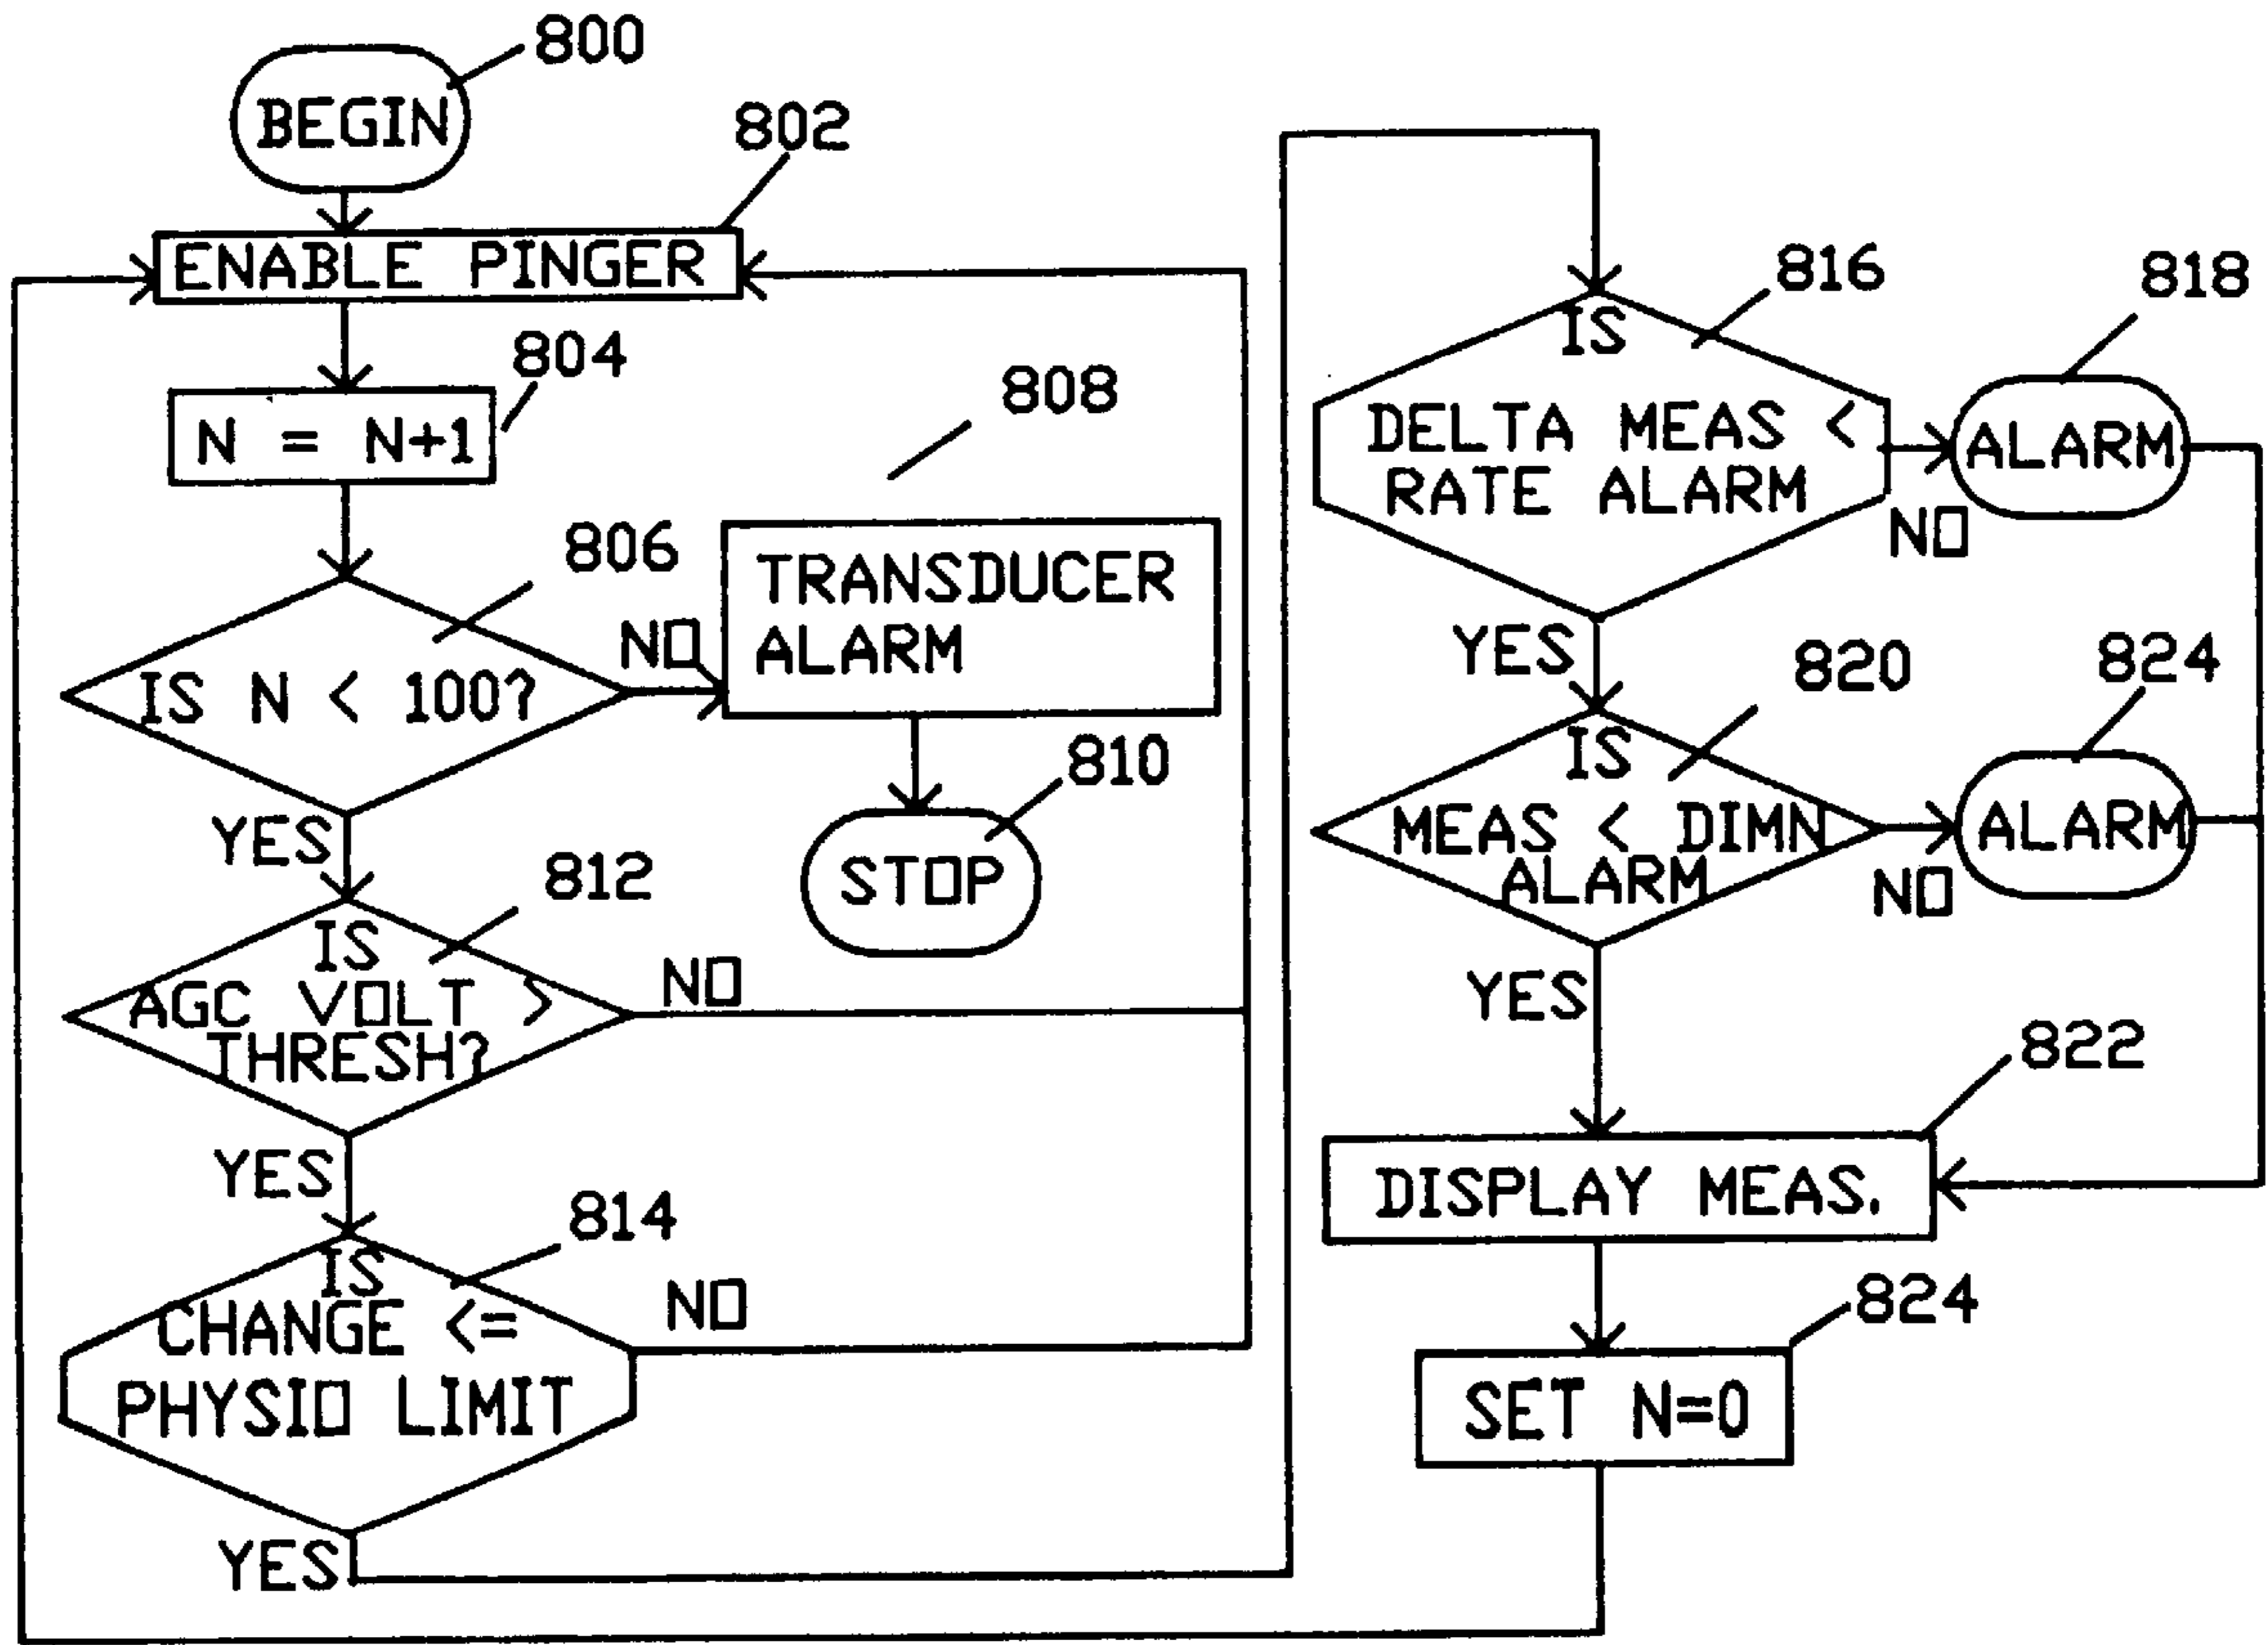 800
BEGIN
802
ENABLE PINGER
804
N = N+1
806
IS N < 100?
NO
YES
808
TRANSDUCER
ALARM
810
STOP
812
IS
AGC VOLT >
THRESH?
NO
YES
814
IS
CHANGE <=
PHYSIO LIMIT
NO
YES
816
IS
DELTA MEAS <
RATE ALARM
NO
YES
818
ALARM
820
IS
MEAS < DIMN
ALARM
NO
YES
824
ALARM
822
DISPLAY MEAS.
824
SET N=0